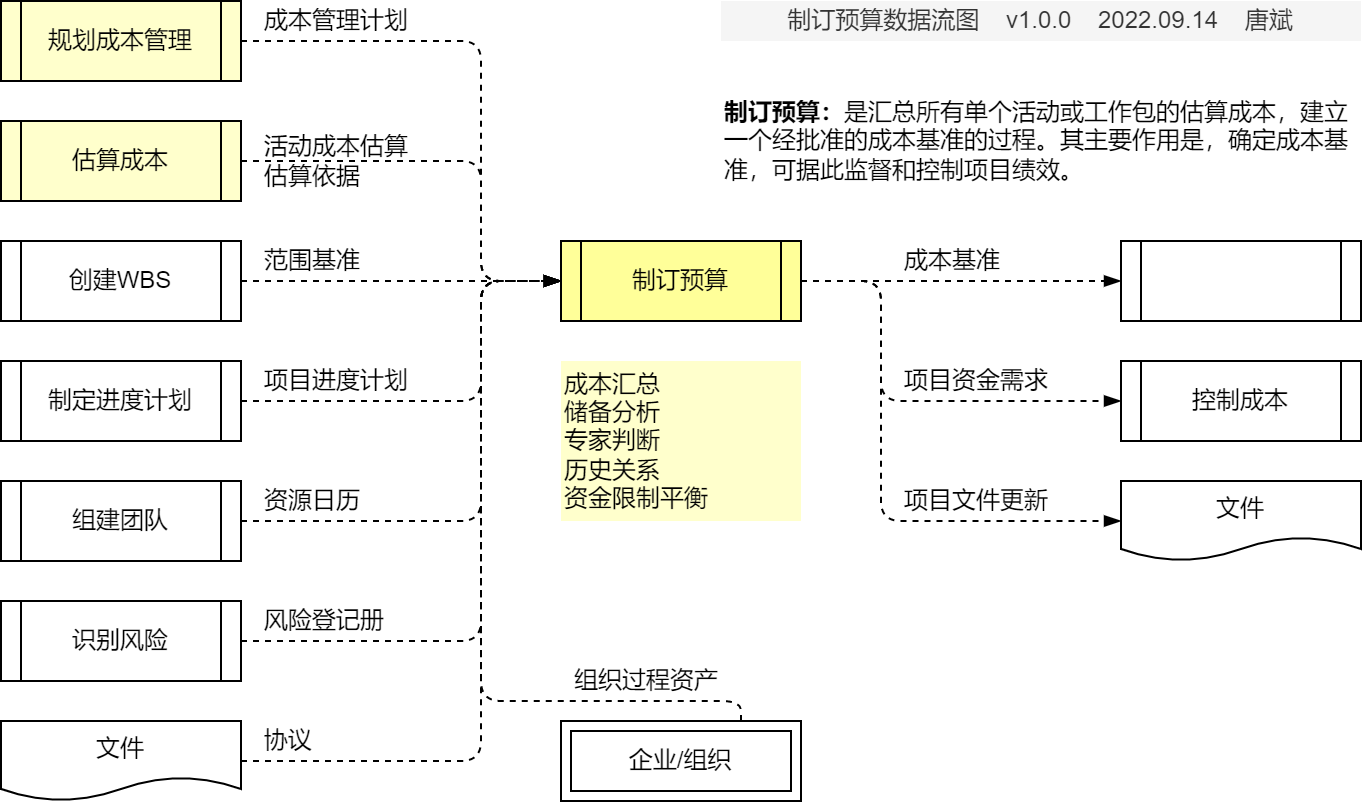 制订预算数据流图 v1.0.0 2022.09.14 唐斌
制订预算：是汇总所有单个活动或工作包的估算成本，建立
一个经批准的成本基准的过程。其主要作用是，确定成本基
准，可据此监督和控制项目绩效。
规划成本管理
成本管理计划
估算成本
活动成本估算
估算依据
创建WBS
范围基准
制定进度计划
项目进度计划
组建团队
资源日历
识别风险
风险登记册
文件
协议
制订预算
成本汇总
储备分析
专家判断
历史关系
资金限制平衡
组织过程资产
企业/组织
成本基准
项目资金需求
控制成本
项目文件更新
文件